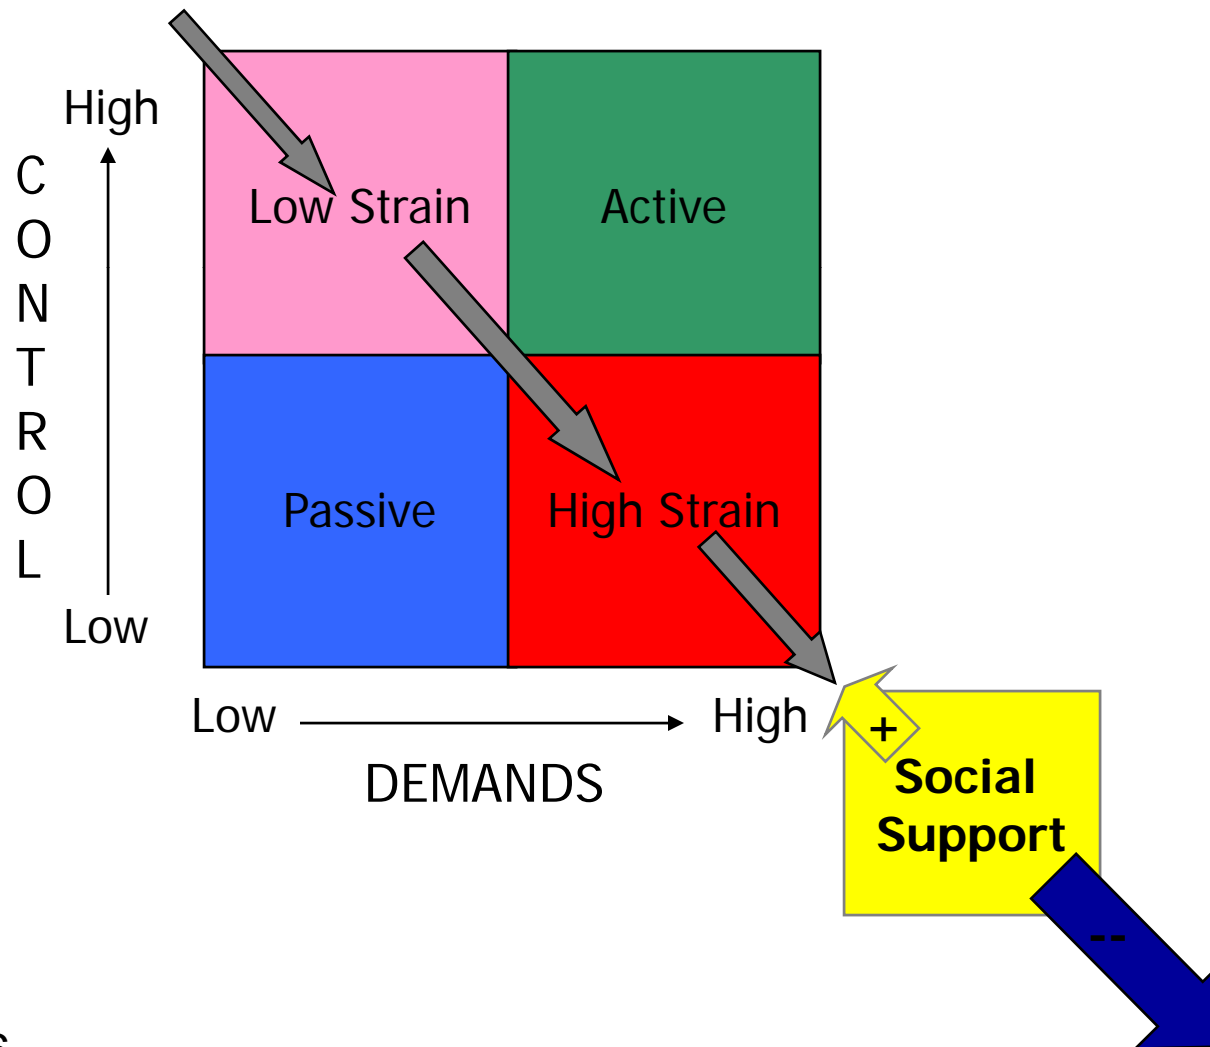 High
CONTROL
Low Strain
Active
Passive
High Strain
Low
Low
High
DEMANDS
+
Social
Support
--